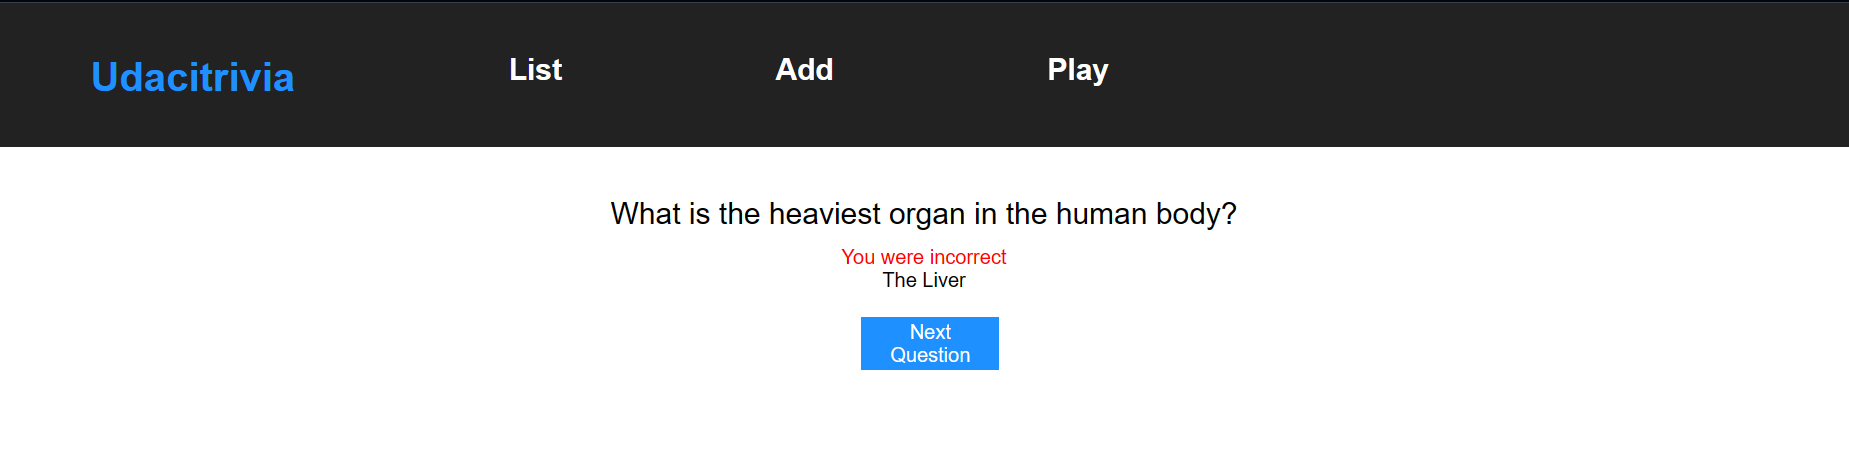 Udacitrivia
List
Add
Play
What is the heaviest organ in the human body?
You were incorrect
The Liver
Next
Question